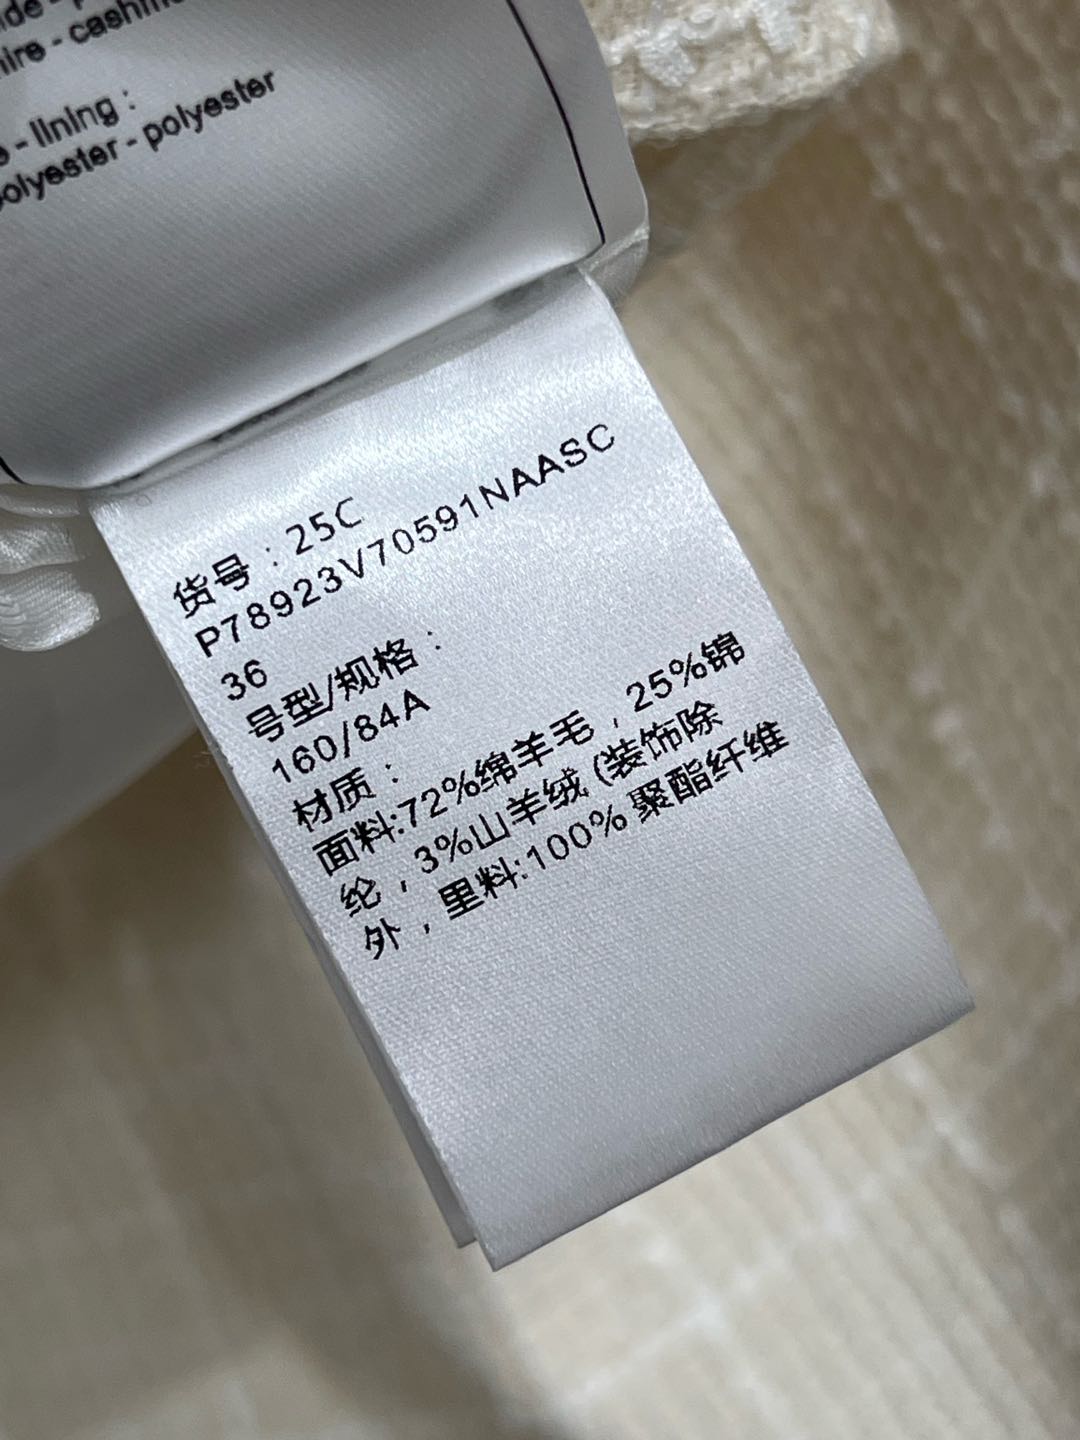 hire - cashm
- lining :
polyester - polyester
货号：25C
P78923V70591NAASC
36
号型/规格：
160/84A
材质：
面料:72%绵羊毛，25%锦
纶，3%山羊绒 (装饰除
外，里料:100% 聚酯纤维